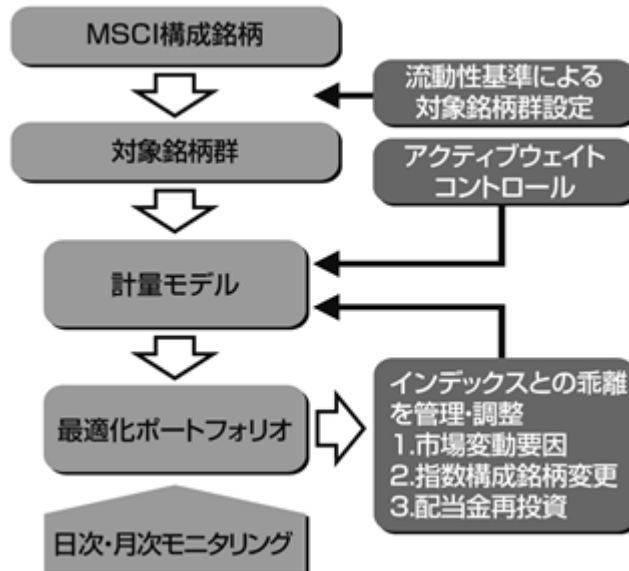 MSCI構成銘柄
流動性基準による
対象銘柄群設定
対象銘柄群
アクティブウェイト
コントロール
計量モデル
最適化ポートフォリオ
インデックスとの乖離
を管理・調整
1.市場変動要因
2.指数構成銘柄変更
3.配当金再投資
日次・月次モニタリング